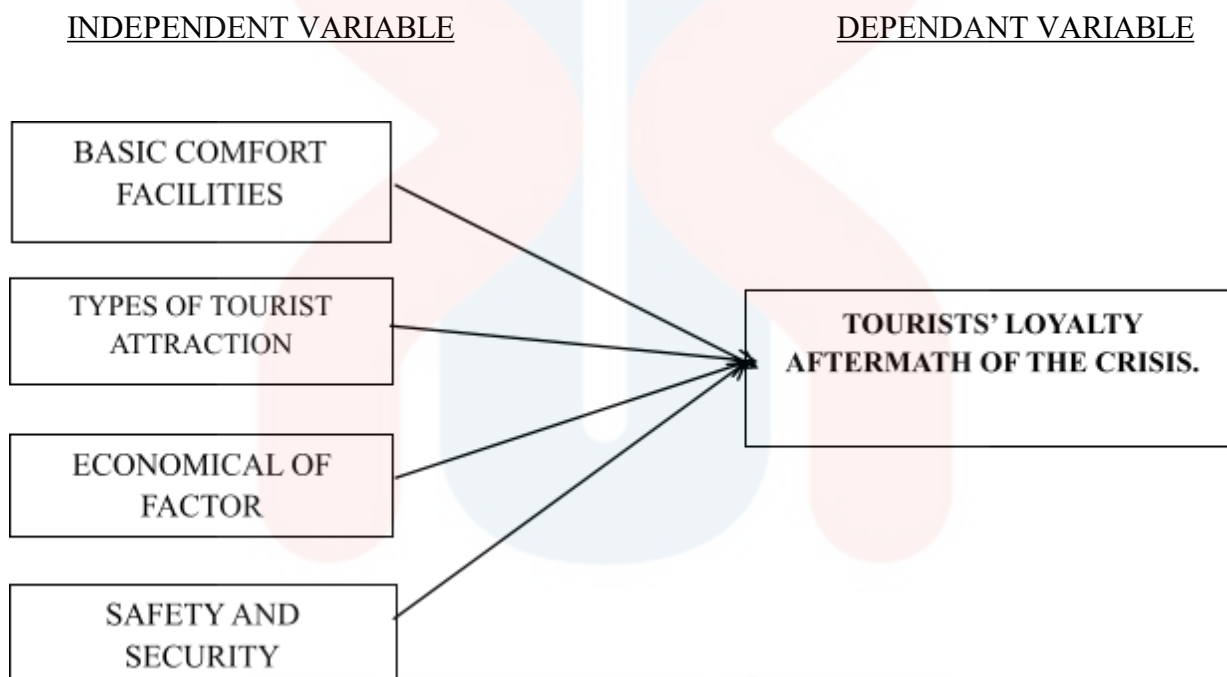 INDEPENDENT VARIABLE
DEPENDANT VARIABLE
BASIC COMFORT
FACILITIES
TYPES OF TOURIST
ATTRACTION
ECONOMICAL OF
FACTOR
SAFETY AND
SECURITY
TOURISTS’ LOYALTY
AFTERMATH OF THE CRISIS.